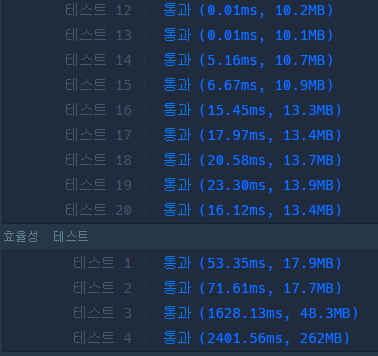 테스트 12 〉 통과 (0.01ms, 10.2MB)
테스트 13 〉 통과 (0.01ms, 10.1MB)
테스트 14 〉 통과 (5.16ms, 10.7MB)
테스트 15 〉 통과 (6.67ms, 10.9MB)
테스트 16 〉 통과 (15.45ms, 13.3MB)
테스트 17 〉 통과 (17.97ms, 13.4MB)
테스트 18 〉 통과 (20.58ms, 13.7MB)
테스트 19 〉 통과 (23.30ms, 13.9MB)
테스트 20 〉 통과 (16.12ms, 13.4MB)
효율성 테스트
테스트 1 〉 통과 (53.35ms, 17.9MB)
테스트 2 〉 통과 (71.61ms, 17.7MB)
테스트 3 〉 통과 (1628.13ms, 48.3MB)
테스트 4 〉 통과 (2401.56ms, 262MB)